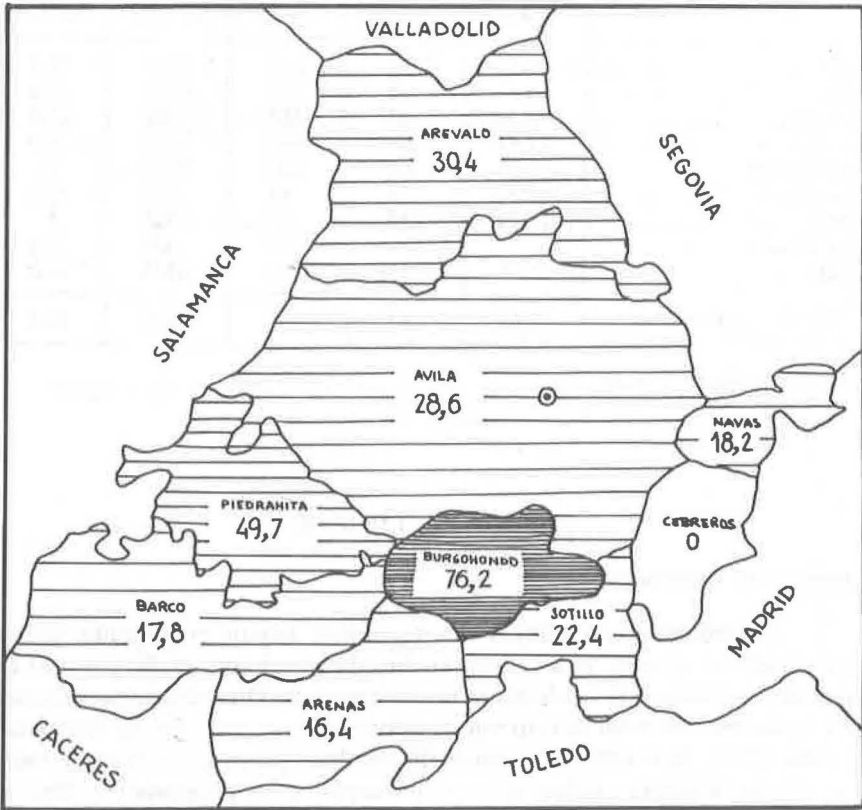 VALLADOLID
AREVALO
30,4
SEGOVIA
SALAMANCA
AVILA
28,6
NAVAS
18,2
PIEDRAHITA
49,7
CEBREROS
0
BURGOHONDO
76,2
BARCO
17,8
SOTILLO
22,4
MADRID
ARENAS
16,4
CACERES
TOLEDO